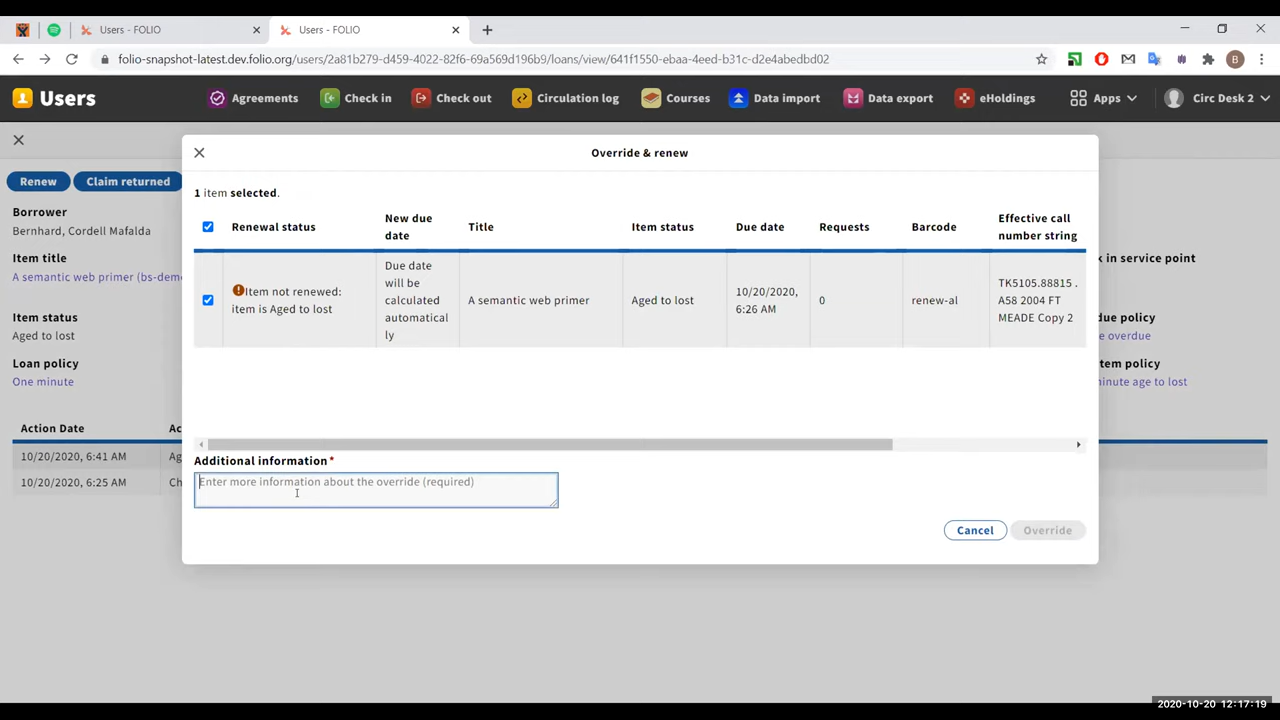 Users - FOLIO
Users - FOLIO
folio-snapshot-latest.dev.folio.org/users/2a81b279-d459-4022-82f6-69a569d196b9/loans/view/641f1550-ebaa-4eed-b31c-d2e4abedbd02
B
Users
Agreements
Check in
Check out
Circulation log
Courses
Data import
Data export
eHoldings
Apps
Circ Desk 2
Override & renew
Renew
Claim returned
1 item selected.
Borrower
Bernhard, Cordell Mafalda
Item title
A semantic web primer (bs-dem
Item status
Aged to lost
Loan policy
One minute
Action Date
Ac
10/20/2020, 6:41 AM
Ag
10/20/2020, 6:25 AM
Ch
Renewal status
New due
date
Title
Item status
Due date
Requests
Barcode
Effective call
number string
Item not renewed:
item is Aged to lost
Due date
will be
calculated
automatical
ly
A semantic web primer
Aged to lost
10/20/2020,
6:26 AM
0
renew-al
TK5105.88815 .
A58 2004 FT
MEADE Copy 2
k in service point
due policy
e overdue
tem policy
minute age to lost
Additional information*
Enter more information about the override (required)
Cancel
Override
2020-10-20 12:17:19